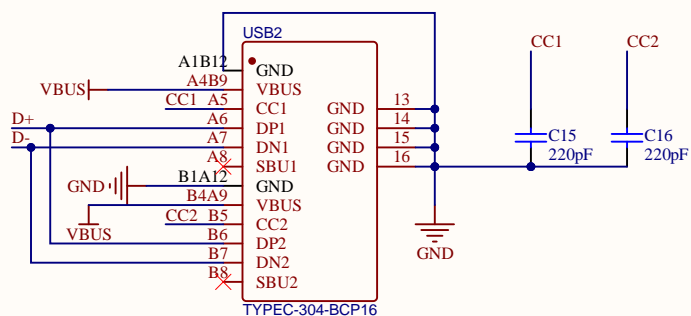 USB2
A1B12 GND
VBUS A4B9 VBUS
CC1 A5 CC1
D+ A6 DP1
D- A7 DN1
A8 SBU1
GND B1A12 GND
VBUS B4A9 VBUS
CC2 B5 CC2
B6 DP2
B7 DN2
B8 SBU2
GND 13
GND 14
GND 15
GND 16
TYPEC-304-BCP16
GND
CC1
CC2
C15
220pF
C16
220pF